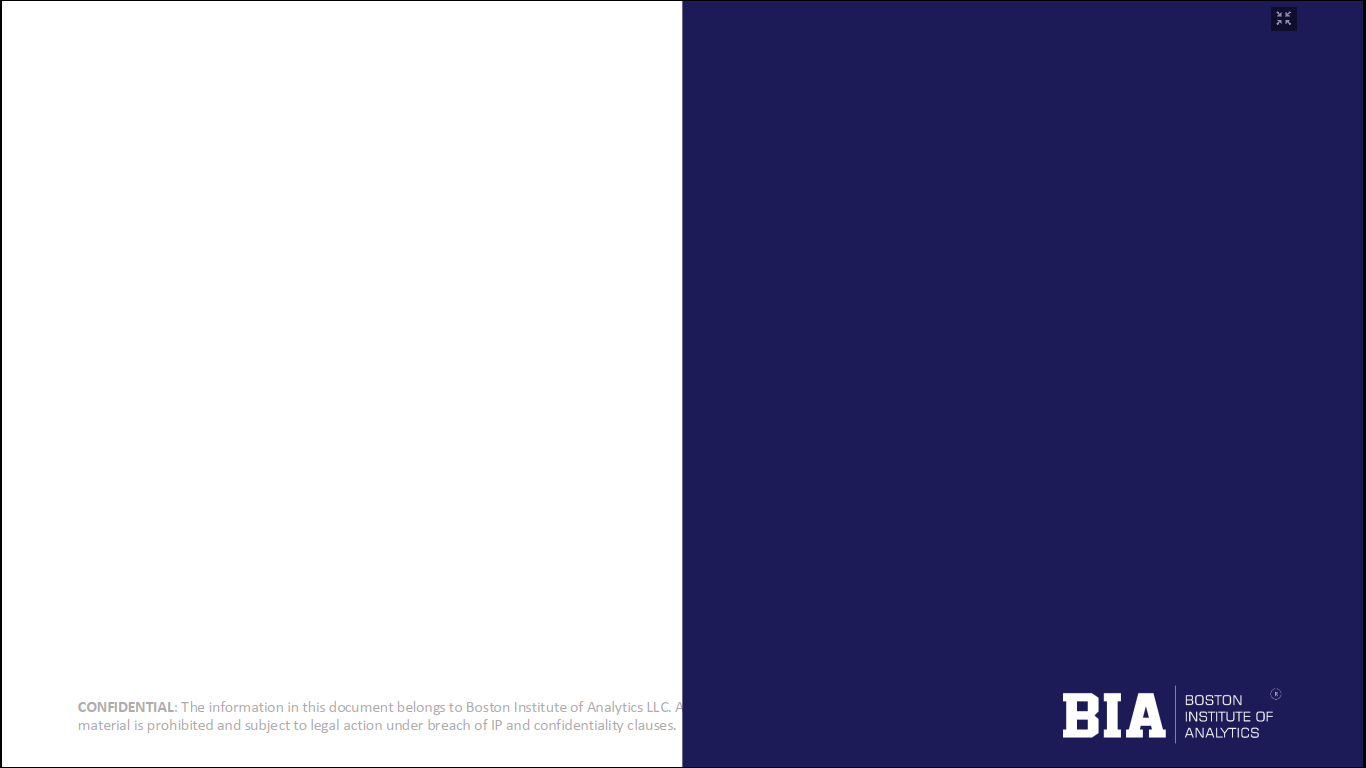 CONFIDENTIAL: The information in this document belongs to Boston Institute of Analytics LLC. A
material is prohibited and subject to legal action under breach of IP and confidentiality clauses.
BIA
BOSTON
INSTITUTE OF
ANALYTICS
®